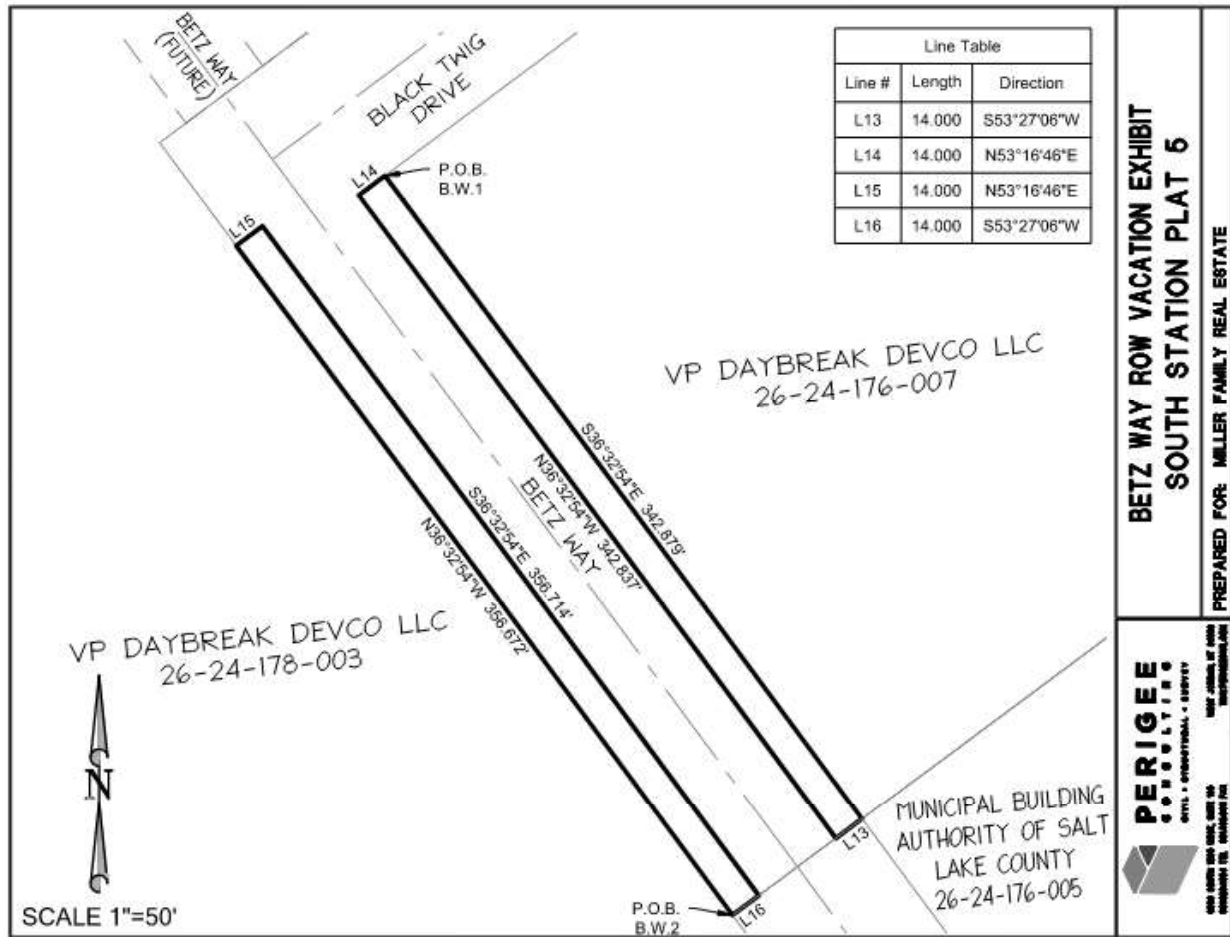 BETZ WAY
(FUTURE)
BLACK TWIG
DRIVE
Line Table
Line # Length Direction
L13 14.000 S53°27'06"W
L14 14.000 N53°16'46"E
L15 14.000 N53°16'46"E
L16 14.000 S53°27'06"W
L14
P.O.B.
B.W.1
L15
VP DAYBREAK DEVCO LLC
26-24-176-007
S36°32'54"E 342.879'
N36°32'54"W 342.837'
BETZ WAY
S36°32'54"E 356.714'
N36°32'54"W 356.672'
VP DAYBREAK DEVCO LLC
26-24-178-003
N
SCALE 1"=50'
L13
MUNICIPAL BUILDING
AUTHORITY OF SALT
LAKE COUNTY
26-24-176-005
P.O.B.
B.W.2
L16
BETZ WAY ROW VACATION EXHIBIT
SOUTH STATION PLAT 5
PREPARED FOR: MILLER FAMILY REAL ESTATE
PERIGEE
CONSULTING
CIVIL • STRUCTURAL • SURVEY